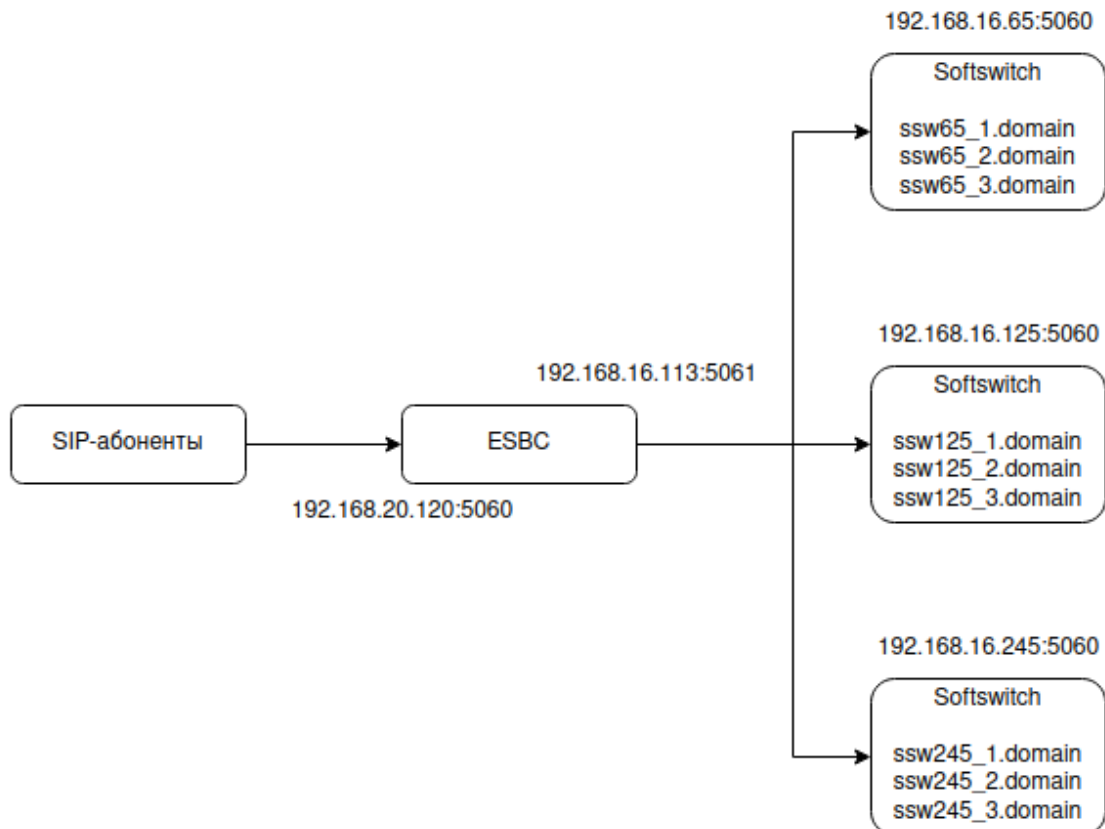 192.168.16.65:5060
Softswitch
ssw65_1.domain
ssw65_2.domain
ssw65_3.domain
192.168.16.125:5060
Softswitch
ssw125_1.domain
ssw125_2.domain
ssw125_3.domain
192.168.16.113:5061
SIP-абоненты
ESBC
192.168.20.120:5060
192.168.16.245:5060
Softswitch
ssw245_1.domain
ssw245_2.domain
ssw245_3.domain